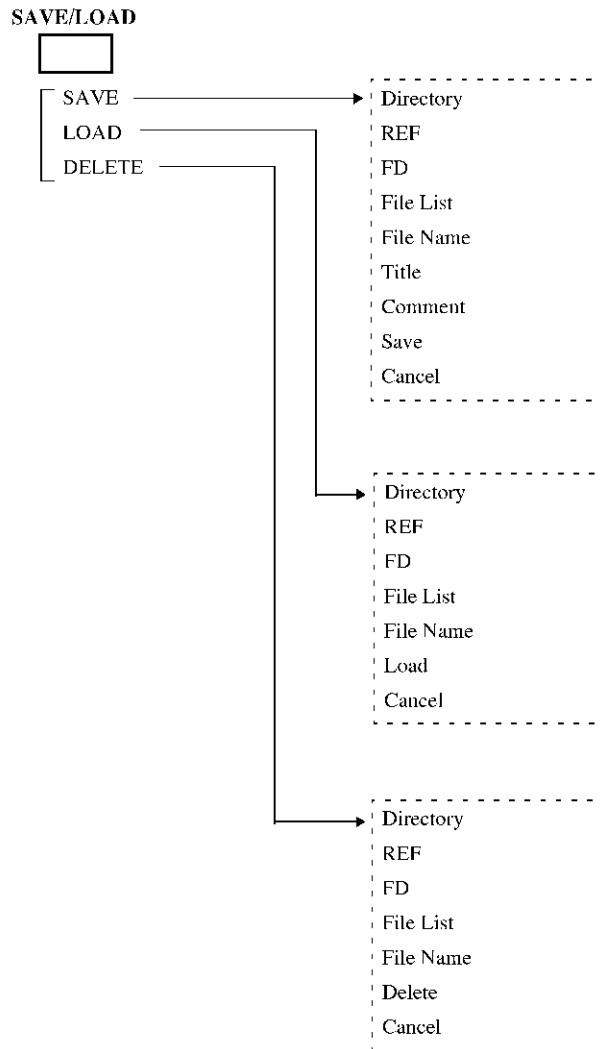 SAVE/LOAD
SAVE
LOAD
DELETE
Directory
REF
FD
File List
File Name
Title
Comment
Save
Cancel
Directory
REF
FD
File List
File Name
Load
Cancel
Directory
REF
FD
File List
File Name
Delete
Cancel